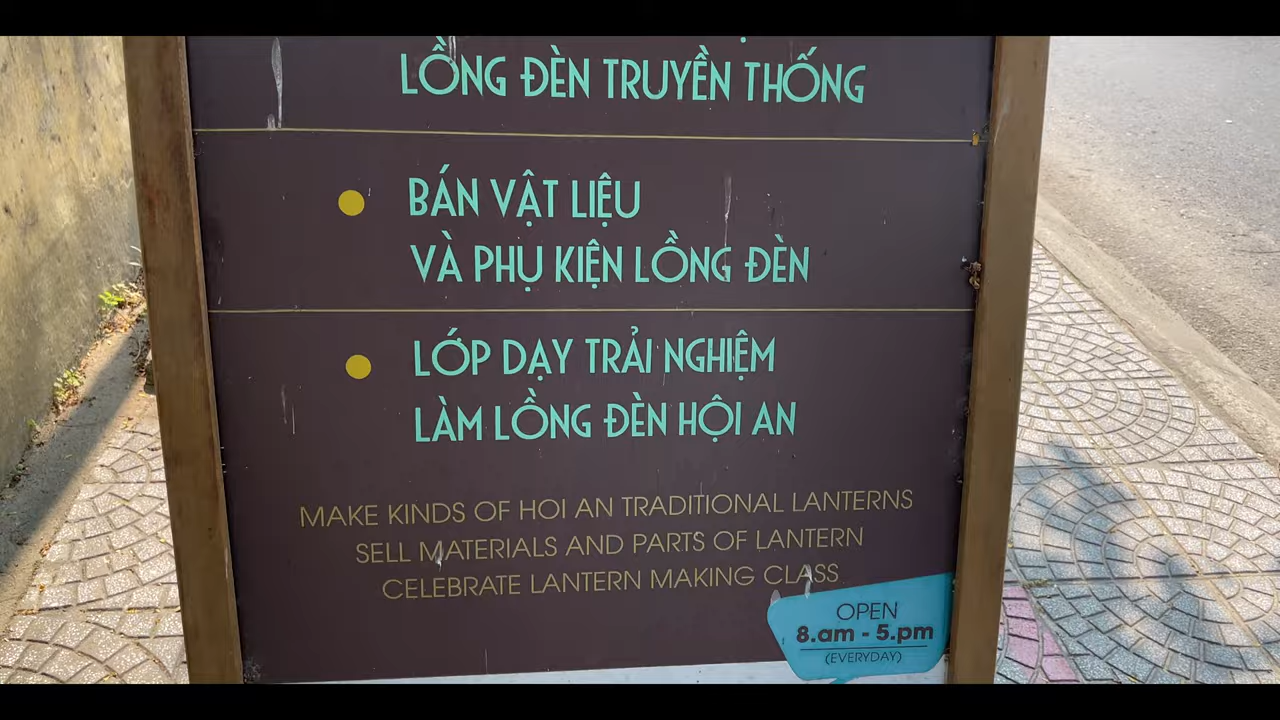 LỒNG ĐÈN TRUYỀN THỐNG
BÁN VẬT LIỆU
VÀ PHỤ KIỆN LỒNG ĐÈN
LỚP DẠY TRẢI NGHIỆM
LÀM LỒNG ĐÈN HỘI AN
MAKE KINDS OF HOI AN TRADITIONAL LANTERNS
SELL MATERIALS AND PARTS OF LANTERN
CELEBRATE LANTERN MAKING CLASS
OPEN
8.am - 5.pm
(EVERYDAY)